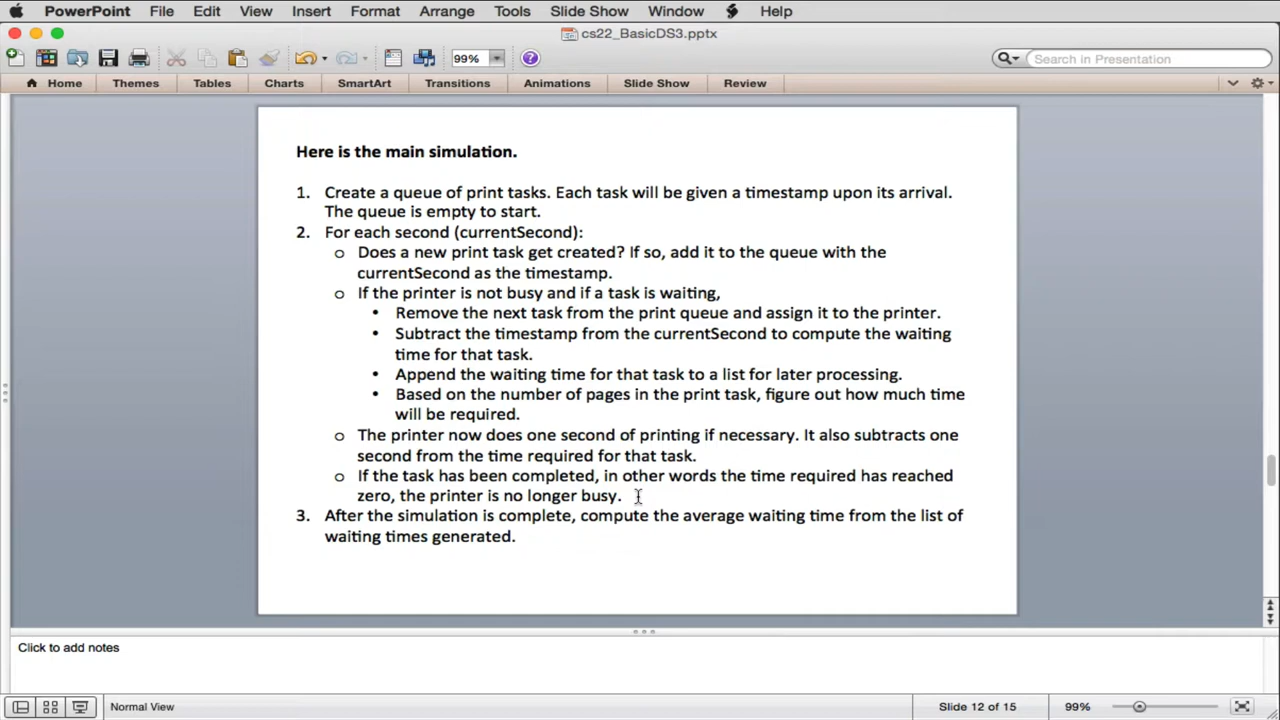 PowerPoint File Edit View Insert Format Arrange Tools Slide Show Window Help
cs22_BasicDS3.pptx
99% Search in Presentation
Home Themes Tables Charts SmartArt Transitions Animations Slide Show Review
Here is the main simulation.
1. Create a queue of print tasks. Each task will be given a timestamp upon its arrival.
The queue is empty to start.
2. For each second (currentSecond):
o Does a new print task get created? If so, add it to the queue with the
currentSecond as the timestamp.
o If the printer is not busy and if a task is waiting,
• Remove the next task from the print queue and assign it to the printer.
• Subtract the timestamp from the currentSecond to compute the waiting
time for that task.
• Append the waiting time for that task to a list for later processing.
• Based on the number of pages in the print task, figure out how much time
will be required.
o The printer now does one second of printing if necessary. It also subtracts one
second from the time required for that task.
o If the task has been completed, in other words the time required has reached
zero, the printer is no longer busy.
3. After the simulation is complete, compute the average waiting time from the list of
waiting times generated.
Click to add notes
Normal View Slide 12 of 15 99%